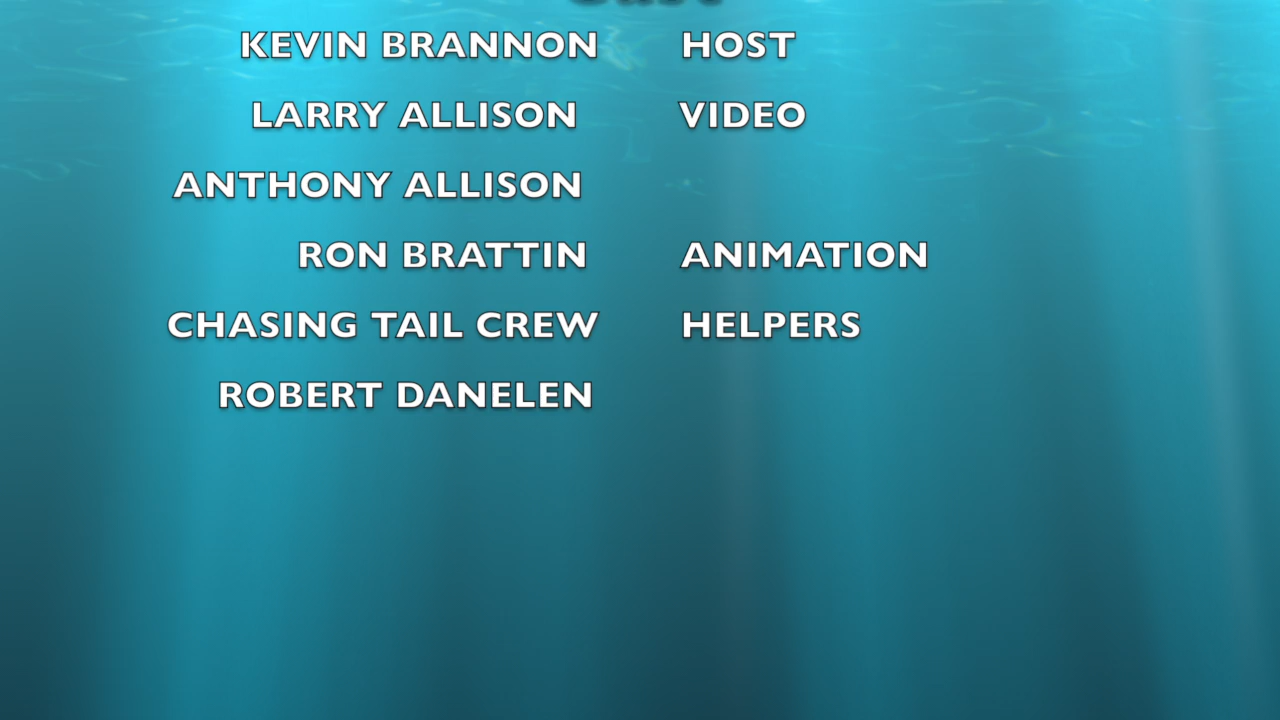 KEVIN BRANNON HOST
LARRY ALLISON VIDEO
ANTHONY ALLISON
RON BRATTIN ANIMATION
CHASING TAIL CREW HELPERS
ROBERT DANELEN